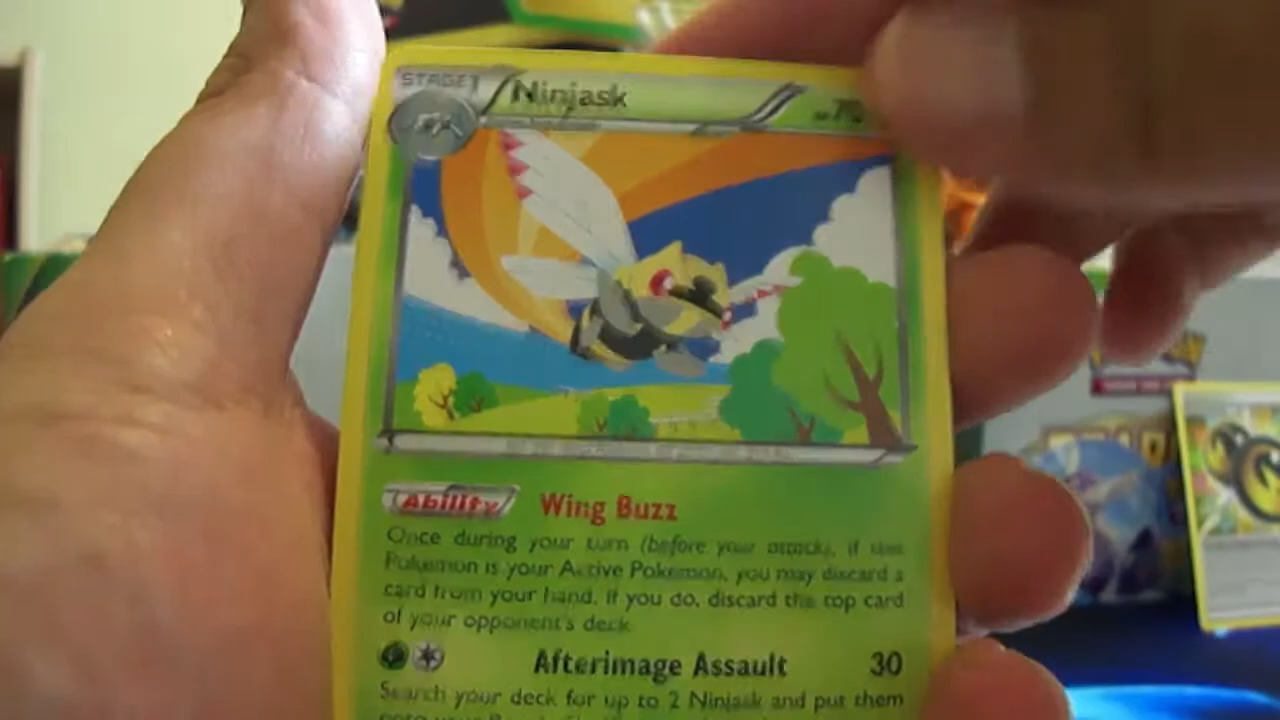 STAGE 1 Ninjask
Ability Wing Buzz
Once during your turn (before your attack), if this
Pokémon is your Active Pokémon, you may discard a
card from your hand. If you do, discard the top card
of your opponent's deck.
Afterimage Assault 30
Search your deck for up to 2 Ninjask and put them